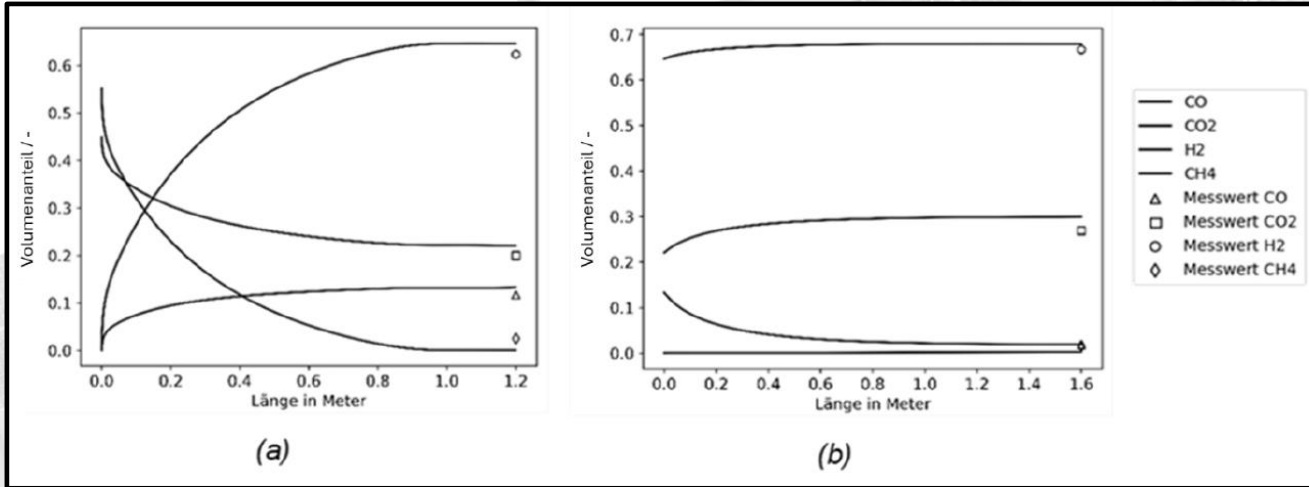 Volumenanteil / -
0.6
0.5
0.4
0.3
0.2
0.1
0.0
0.0 0.2 0.4 0.6 0.8 1.0 1.2
Länge in Meter
(a)
Volumenanteil / -
0.7
0.6
0.5
0.4
0.3
0.2
0.1
0.0
0.0 0.2 0.4 0.6 0.8 1.0 1.2 1.4 1.6
Länge in Meter
(b)
CO
CO2
H2
CH4
Messwert CO
Messwert CO2
Messwert H2
Messwert CH4